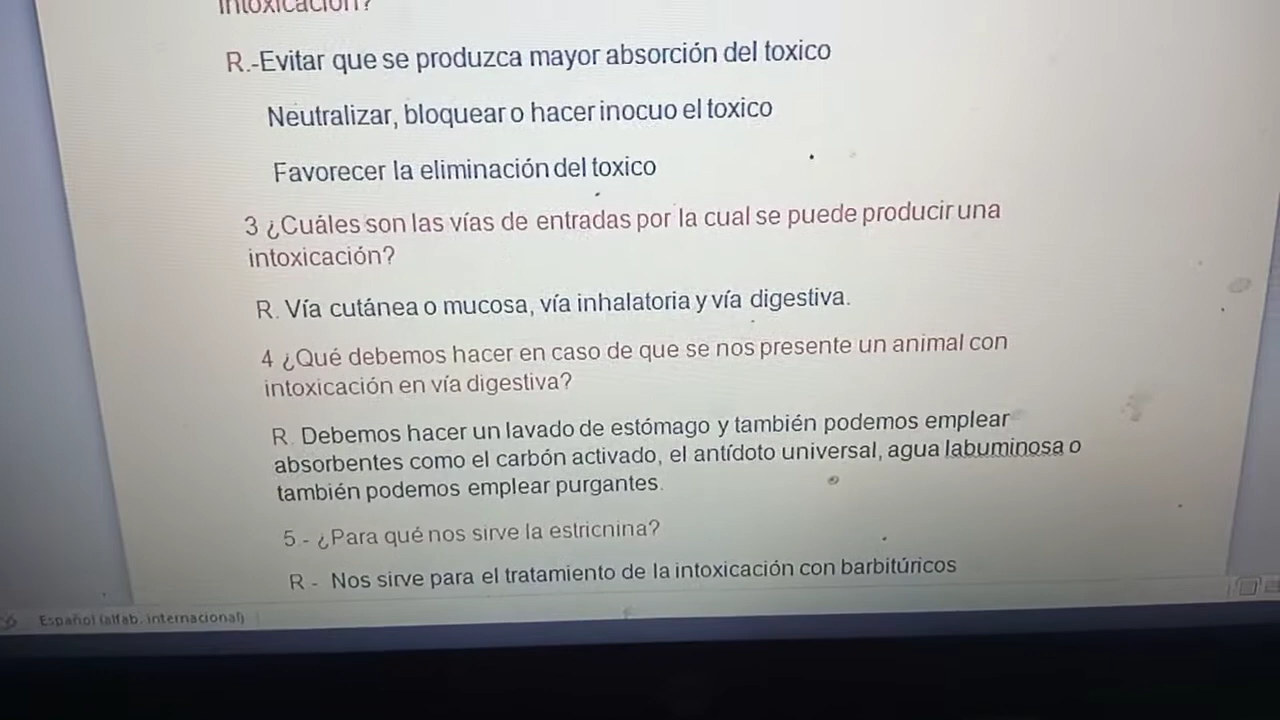 intoxicación?
R.-Evitar que se produzca mayor absorción del toxico
Neutralizar, bloquear o hacer inocuo el toxico
Favorecer la eliminación del toxico
3 ¿Cuáles son las vías de entradas por la cual se puede producir una
intoxicación?
R. Vía cutánea o mucosa, vía inhalatoria y vía digestiva.
4 ¿Qué debemos hacer en caso de que se nos presente un animal con
intoxicación en vía digestiva?
R. Debemos hacer un lavado de estómago y también podemos emplear
absorbentes como el carbón activado, el antídoto universal, agua labuminosa o
también podemos emplear purgantes.
5.- ¿Para qué nos sirve la estricnina?
R.- Nos sirve para el tratamiento de la intoxicación con barbitúricos
Español (alfab. internacional)